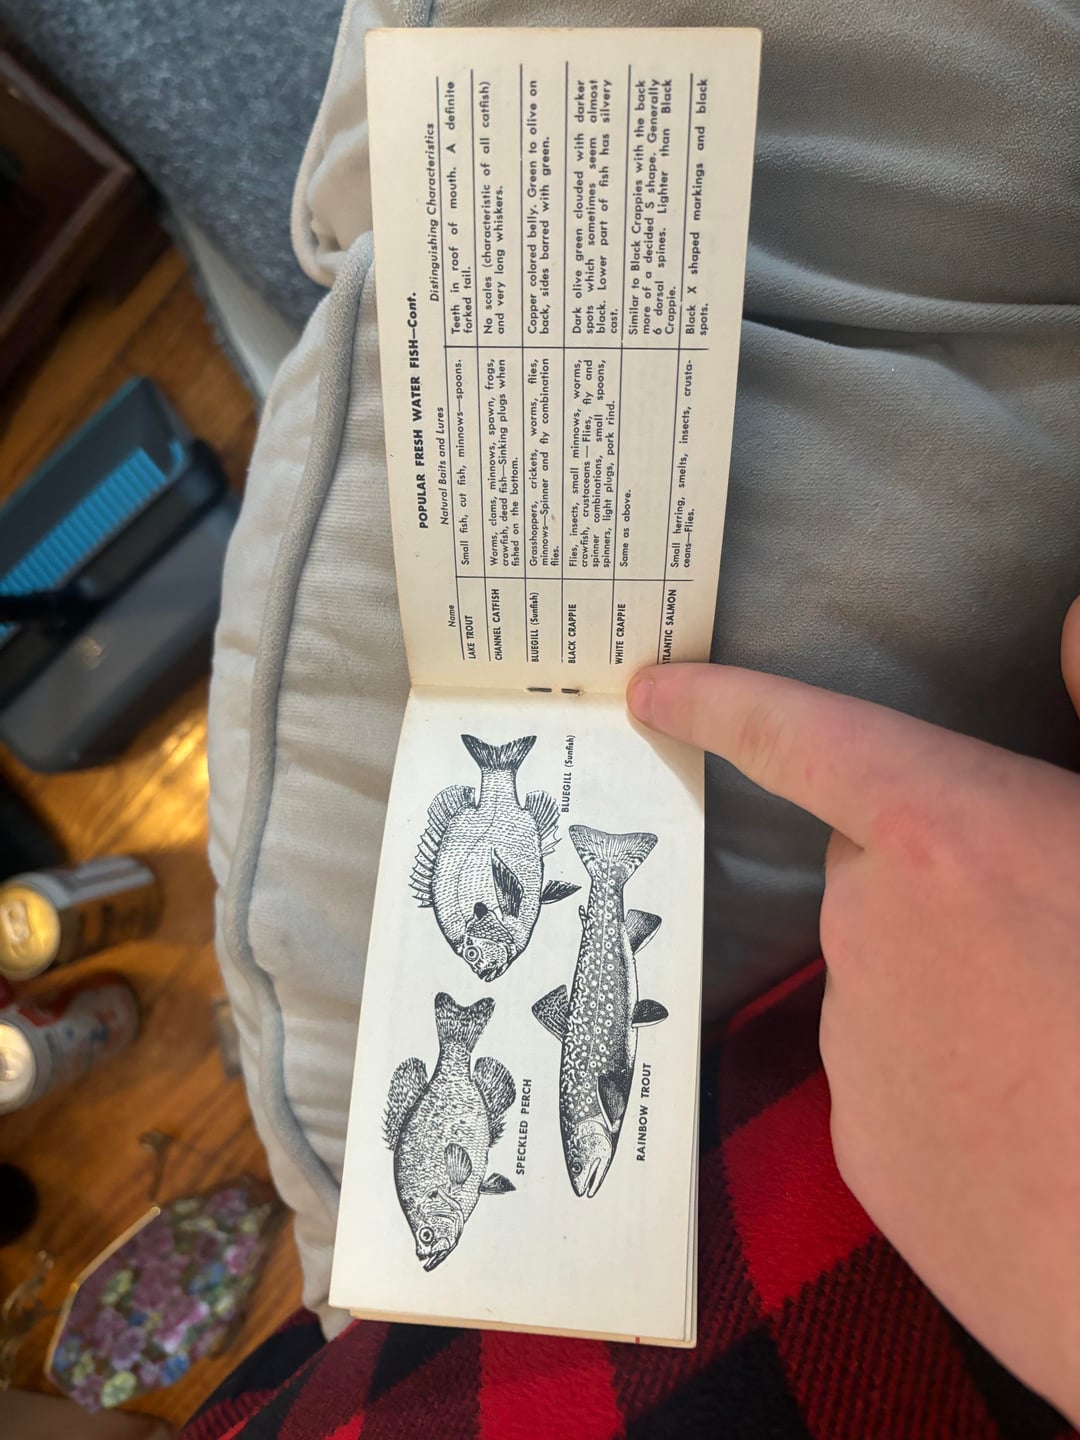 POPULAR FRESH WATER FISH—Cont.
Name
Natural Baits and Lures
Distinguishing Characteristics
LAKE TROUT
Small fish, cut fish, minnows—spoons.
Teeth in roof of mouth. A definite
forked tail.
CHANNEL CATFISH
Worms, clams, minnows, spawn, frogs,
crawfish, dead fish—Sinking plugs when
fished on the bottom.
No scales (characteristic of all catfish)
and very long whiskers.
BLUEGILL (Sunfish)
Grasshoppers, crickets, worms, flies,
minnows—Spinner and fly combination
flies.
Copper colored belly. Green to olive on
back, sides barred with green.
BLACK CRAPPIE
Flies, insects, small minnows, worms,
crawfish, crustaceans — Flies, fly and
spinner combinations, small spoons,
spinners, light plugs, pork rind.
Dark olive green clouded with darker
spots which sometimes seem almost
black. Lower part of fish has silvery
cast.
WHITE CRAPPIE
Same as above.
Similar to Black Crappies with the back
more of a decided S shape. Generally
6 dorsal spines. Lighter than Black
Crappie.
ATLANTIC SALMON
Small herring, smelts, insects, crusta-
ceans—Flies.
Black X shaped markings and black
spots.
BLUEGILL (Sunfish)
SPECKLED PERCH
RAINBOW TROUT